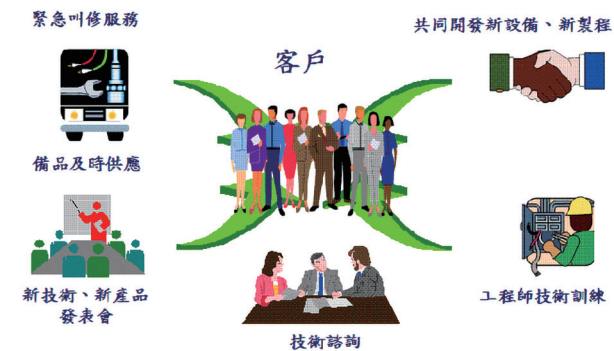 緊急叫修服務
共同開發新設備、新製程
客戶
備品及時供應
新技術、新產品
發表會
工程師技術訓練
技術諮詢